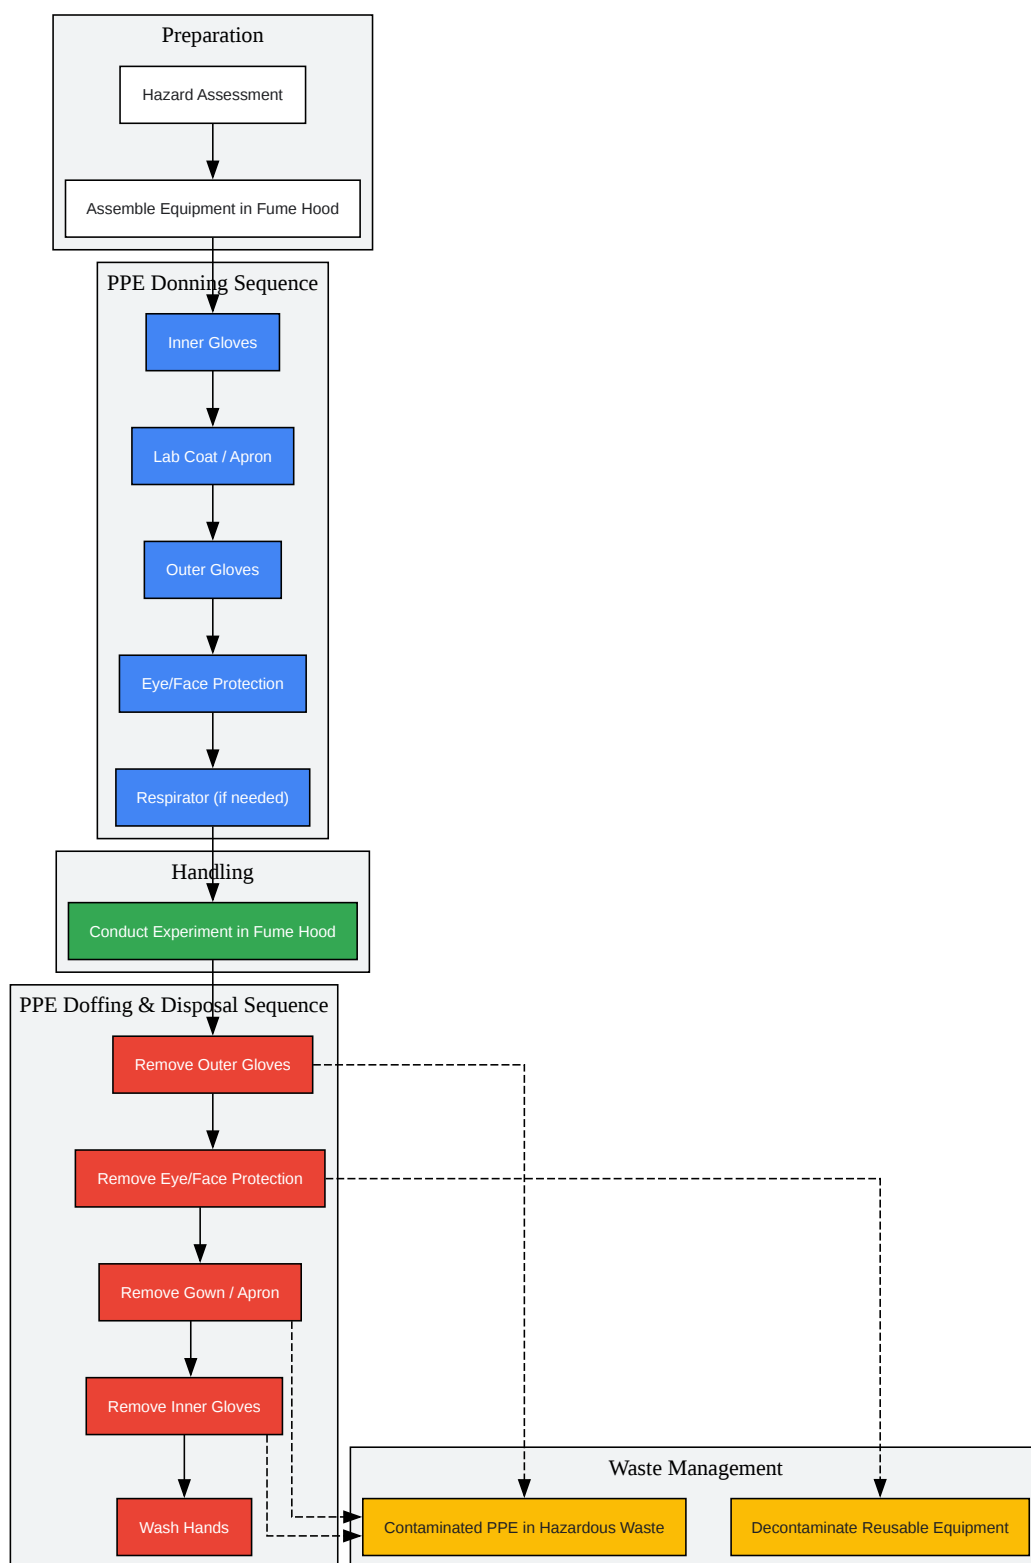 Preparation
Hazard Assessment
Assemble Equipment in Fume Hood
PPE Donning Sequence
Inner Gloves
Lab Coat / Apron
Outer Gloves
Eye/Face Protection
Respirator (if needed)
Handling
Conduct Experiment in Fume Hood
PPE Doffing & Disposal Sequence
Remove Outer Gloves
Remove Eye/Face Protection
Remove Gown / Apron
Remove Inner Gloves
Wash Hands
Waste Management
Contaminated PPE in Hazardous Waste
Decontaminate Reusable Equipment